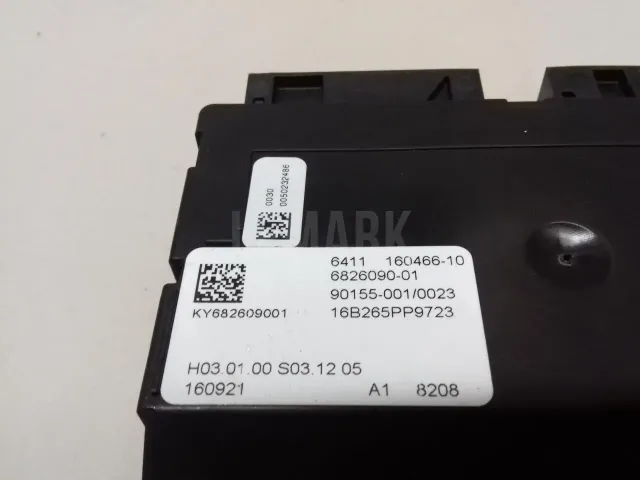 0030
0050232486
6411 160466-10
6826090-01
90155-001/0023
KY682609001 16B265PP9723
H03.01.00 S03.12 05
160921 A1 8208